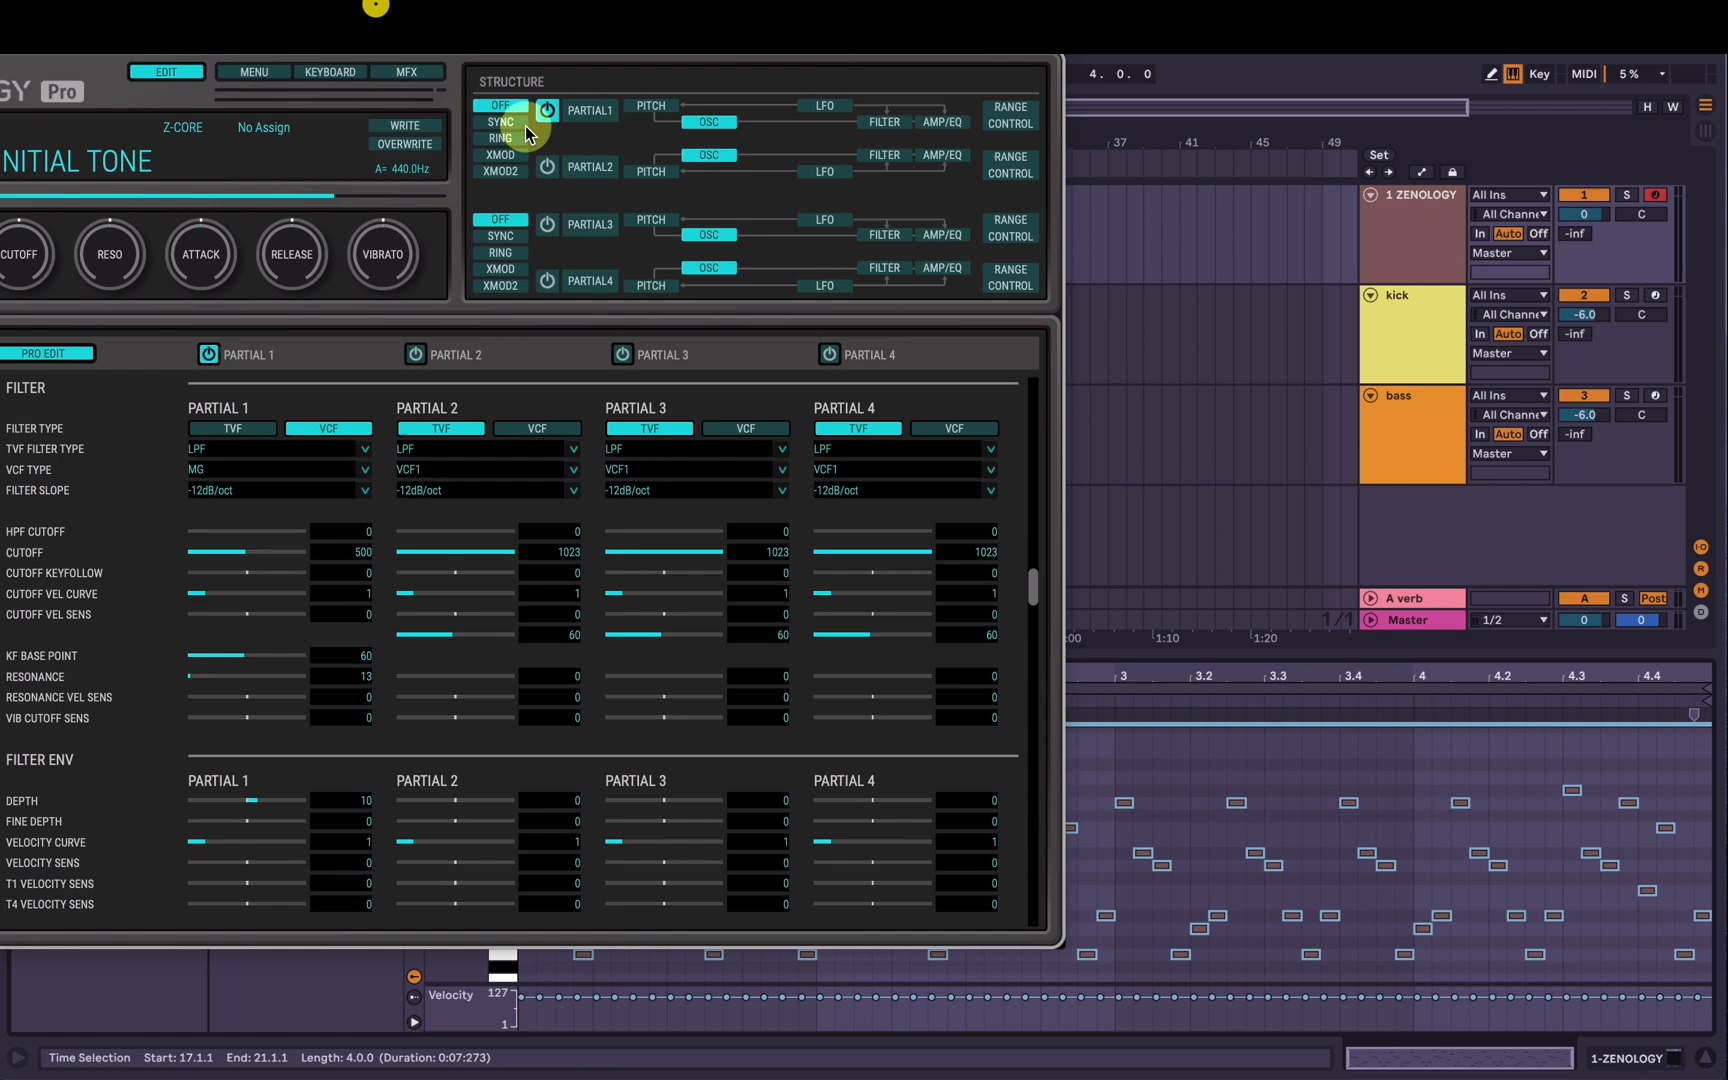 GY Pro
EDIT MENU KEYBOARD MFX
Z-CORE No Assign WRITE
OVERWRITE
NITIAL TONE
A= 440.0Hz
CUTOFF RESO ATTACK RELEASE VIBRATO
STRUCTURE
OFF PARTIAL1 PITCH LFO RANGE
SYNC OSC FILTER AMP/EQ CONTROL
RING
XMOD PARTIAL2 OSC FILTER AMP/EQ RANGE
XMOD2 PITCH LFO CONTROL
OFF PARTIAL3 PITCH LFO RANGE
SYNC OSC FILTER AMP/EQ CONTROL
RING
XMOD PARTIAL4 OSC FILTER AMP/EQ RANGE
XMOD2 PITCH LFO CONTROL
PRO EDIT PARTIAL 1 PARTIAL 2 PARTIAL 3 PARTIAL 4
FILTER
PARTIAL 1 PARTIAL 2 PARTIAL 3 PARTIAL 4
FILTER TYPE TVF VCF TVF VCF TVF VCF TVF VCF
TVF FILTER TYPE LPF LPF LPF LPF
VCF TYPE MG VCF1 VCF1 VCF1
FILTER SLOPE -12dB/oct -12dB/oct -12dB/oct -12dB/oct
HPF CUTOFF 0 0 0 0
CUTOFF 500 1023 1023 1023
CUTOFF KEYFOLLOW 0 0 0 0
CUTOFF VEL CURVE 1 1 1 1
CUTOFF VEL SENS 0 0 0 0
60 60 60
KF BASE POINT 60
RESONANCE 13 0 0 0
RESONANCE VEL SENS 0 0 0 0
VIB CUTOFF SENS 0 0 0 0
FILTER ENV
PARTIAL 1 PARTIAL 2 PARTIAL 3 PARTIAL 4
DEPTH 10 0 0 0
FINE DEPTH 0 0 0 0
VELOCITY CURVE 1 1 1 1
VELOCITY SENS 0 0 0 0
T1 VELOCITY SENS 0 0 0 0
T4 VELOCITY SENS 0 0 0 0
4. 0. 0 Key MIDI 5 %
H W
37 41 45 49
Set
1 ZENOLOGY All Ins 1 S
All Channe 0 C
In Auto Off -inf
Master
kick All Ins 2 S
All Channe -6.0 C
In Auto Off -inf
Master
bass All Ins 3 S
All Channe -6.0 C
In Auto Off -inf
Master
I-O
R
M
D
A verb A S Post
1/1 Master 1/2 0 0
:00 1:10 1:20
3 3.2 3.3 3.4 4 4.2 4.3 4.4
Velocity 127
1
Time Selection Start: 17.1.1 End: 21.1.1 Length: 4.0.0 (Duration: 0:07:273)
1-ZENOLOGY